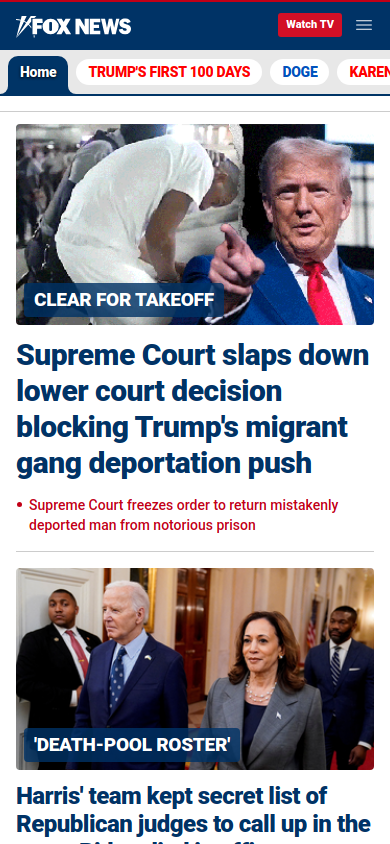 FOX NEWS
Watch TV
Home
TRUMP'S FIRST 100 DAYS
DOGE
KAREN
CLEAR FOR TAKEOFF
Supreme Court slaps down
lower court decision
blocking Trump's migrant
gang deportation push
• Supreme Court freezes order to return mistakenly
deported man from notorious prison
'DEATH-POOL ROSTER'
Harris' team kept secret list of
Republican judges to call up in the